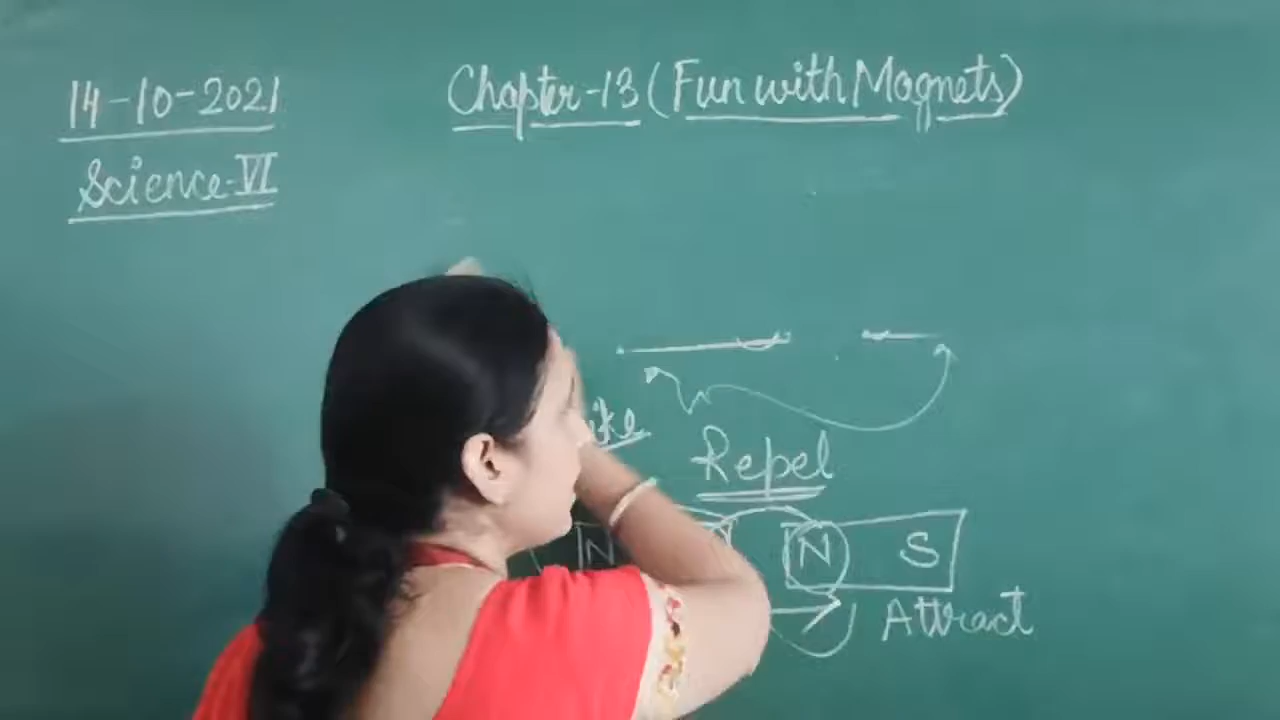 14-10-2021
Chapter-13 (Fun with Magnets)
Science-VI
Repel
N N S
Attract